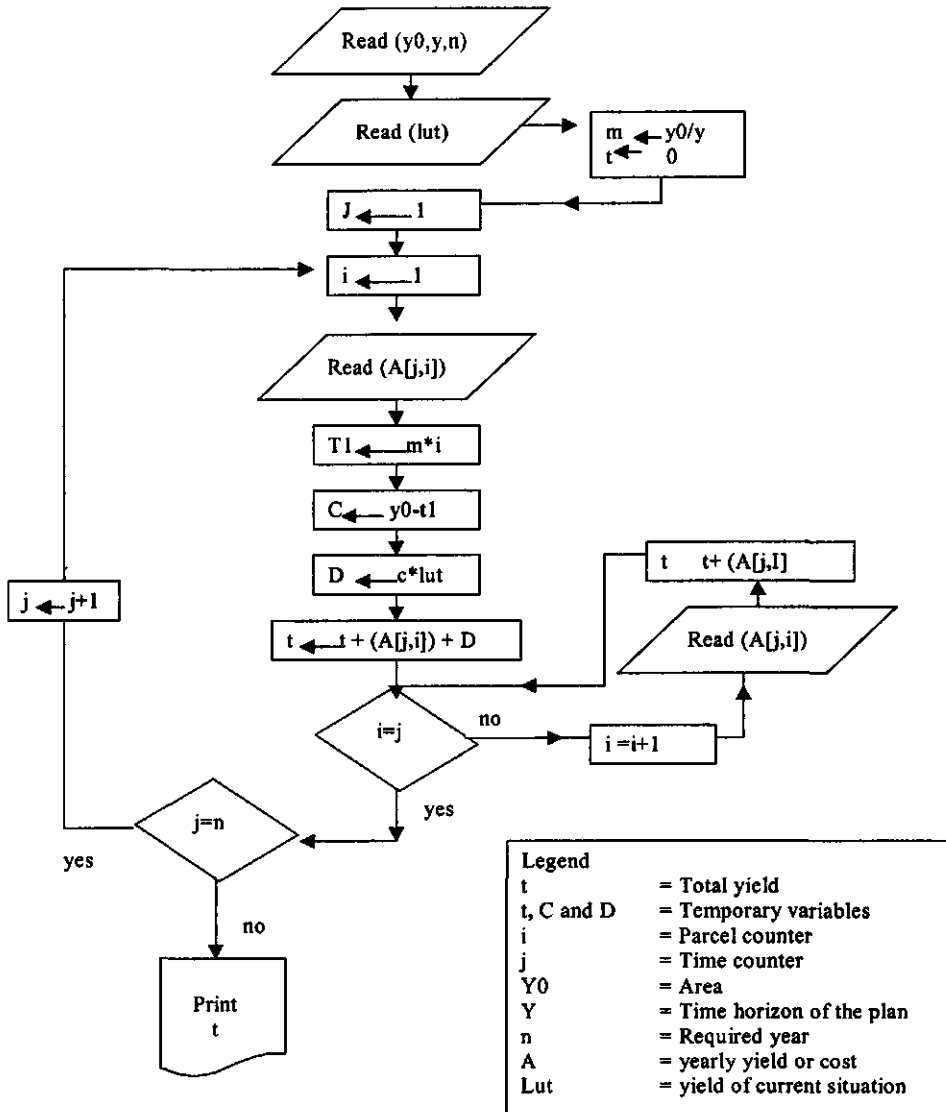 Read (y0,y,n)
Read (lut)
m y0/y
t 0
J 1
i 1
Read (A[j,i])
T1 m*i
C y0-t1
D c*lut
t t + (A[j,i]) + D
i=j
no
i =i+1
Read (A[j,i])
t t+ (A[j,I]
yes
j=n
yes
j j+1
no
Print
t
Legend
t = Total yield
t, C and D = Temporary variables
i = Parcel counter
j = Time counter
Y0 = Area
Y = Time horizon of the plan
n = Required year
A = yearly yield or cost
Lut = yield of current situation